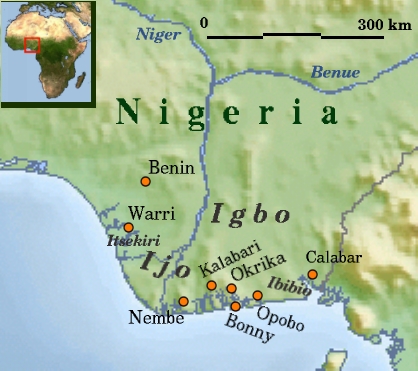 0
300 km
Niger
Benue
Nigeria
Benin
Warri
Igbo
Itsekiri
Ijo
Kalabari
Okrika
Calabar
Ibibio
Nembe
Bonny
Opobo